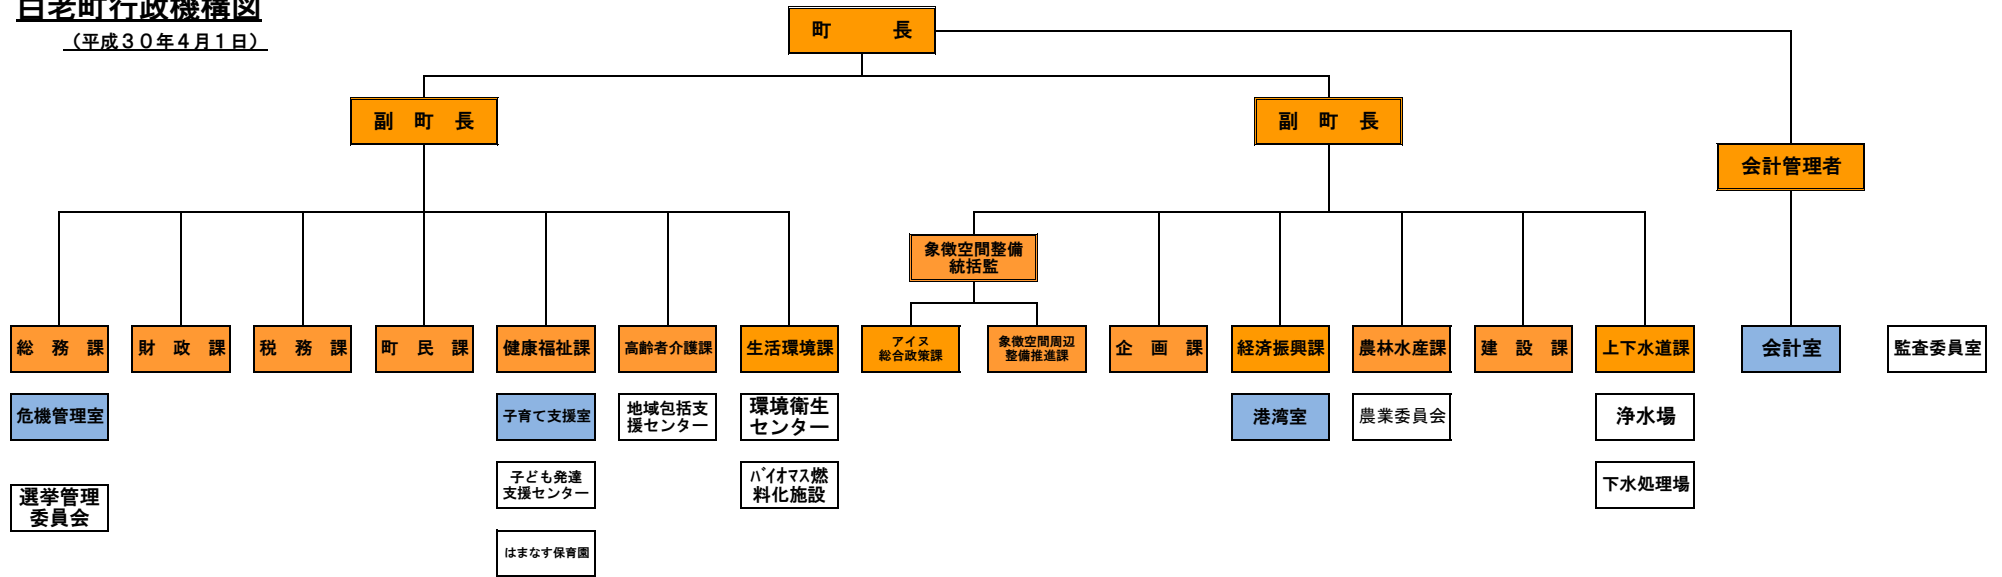 白老町行政機構図
（平成３０年４月１日）
町　長
副　町　長
副　町　長
会計管理者
象徴空間整備
統括監
総　務　課
財　政　課
税　務　課
町　民　課
健康福祉課
高齢者介護課
生活環境課
アイヌ
総合政策課
象徴空間周辺
整備推進課
企　画　課
経済振興課
農林水産課
建　設　課
上下水道課
会計室
監査委員室
危機管理室
子育て支援室
地域包括支
援センター
環境衛生
センター
港湾室
農業委員会
浄水場
選挙管理
委員会
子ども発達
支援センター
ﾊﾞｲｵﾏｽ燃
料化施設
下水処理場
はまなす保育園